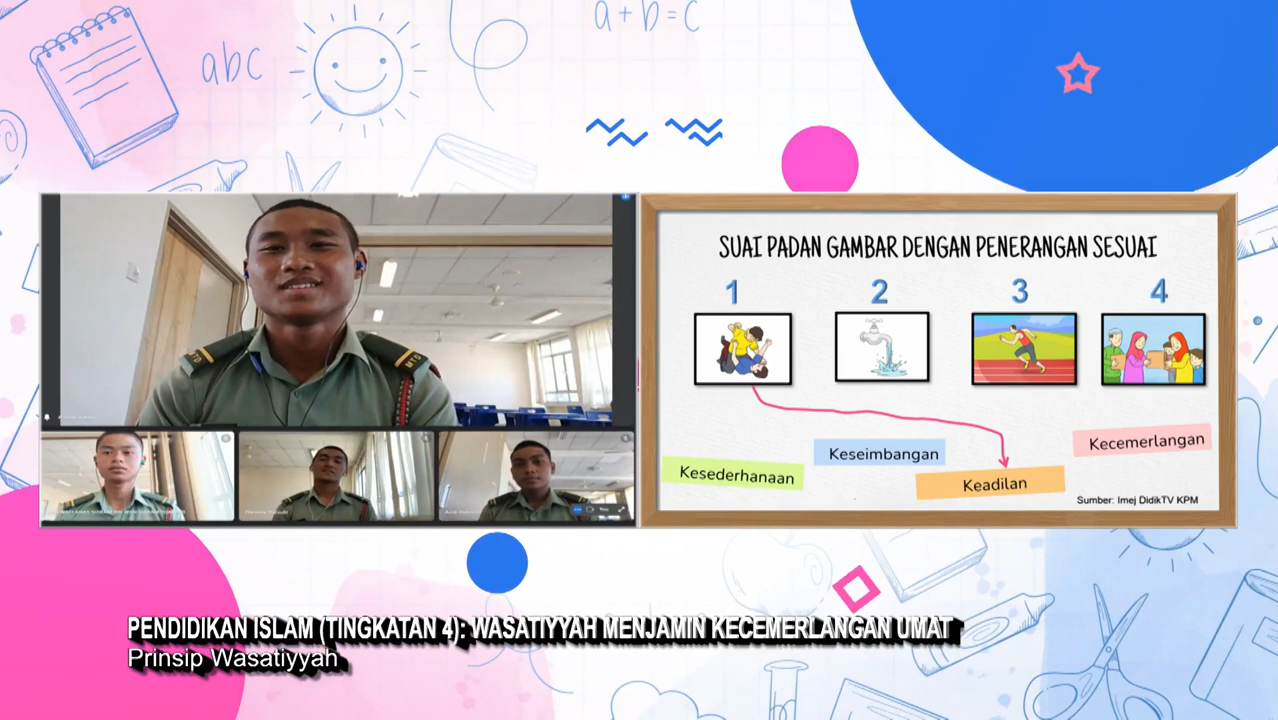 abc
a+b=c
MTD
SUAI PADAN GAMBAR DENGAN PENERANGAN SESUAI
1 2 3 4
Kesederhanaan
Keseimbangan
Keadilan
Kecemerlangan
Sumber: Imej DidikTV KPM
PENDIDIKAN ISLAM (TINGKATAN 4): WASATIYYAH MENJAMIN KECEMERLANGAN UMAT
Prinsip Wasatiyyah